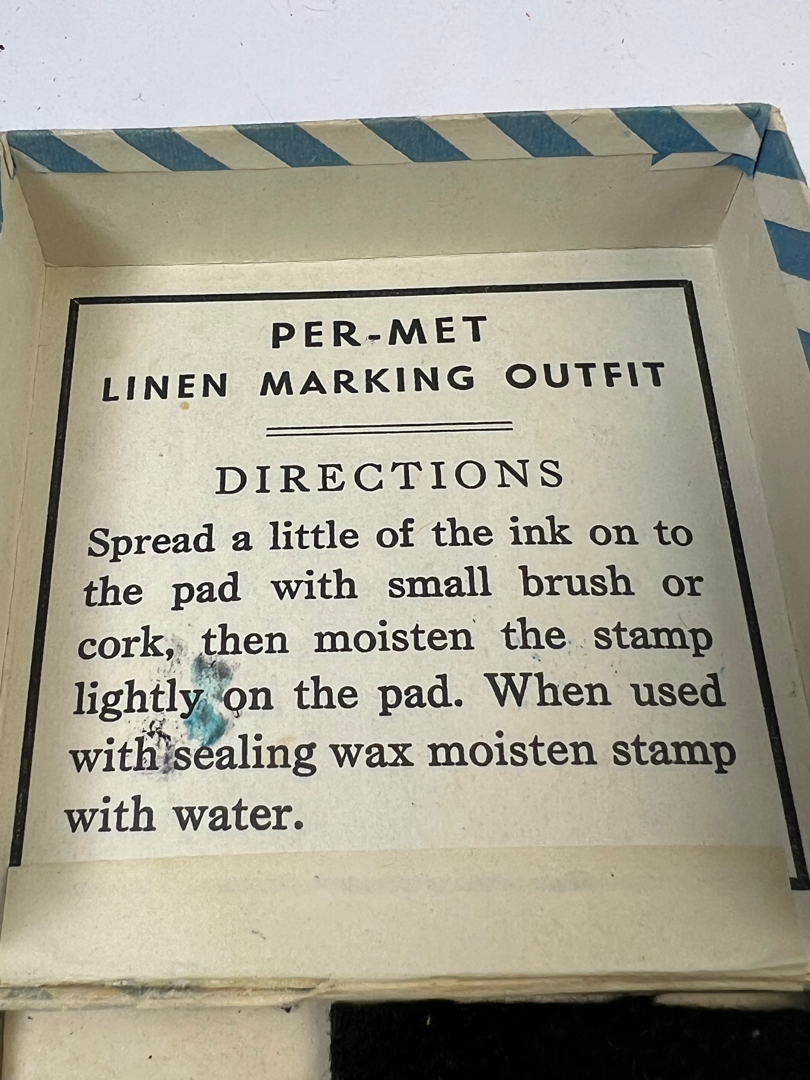 PER-MET
LINEN MARKING OUTFIT
DIRECTIONS
Spread a little of the ink on to
the pad with small brush or
cork, then moisten the stamp
lightly on the pad. When used
with sealing wax moisten stamp
with water.